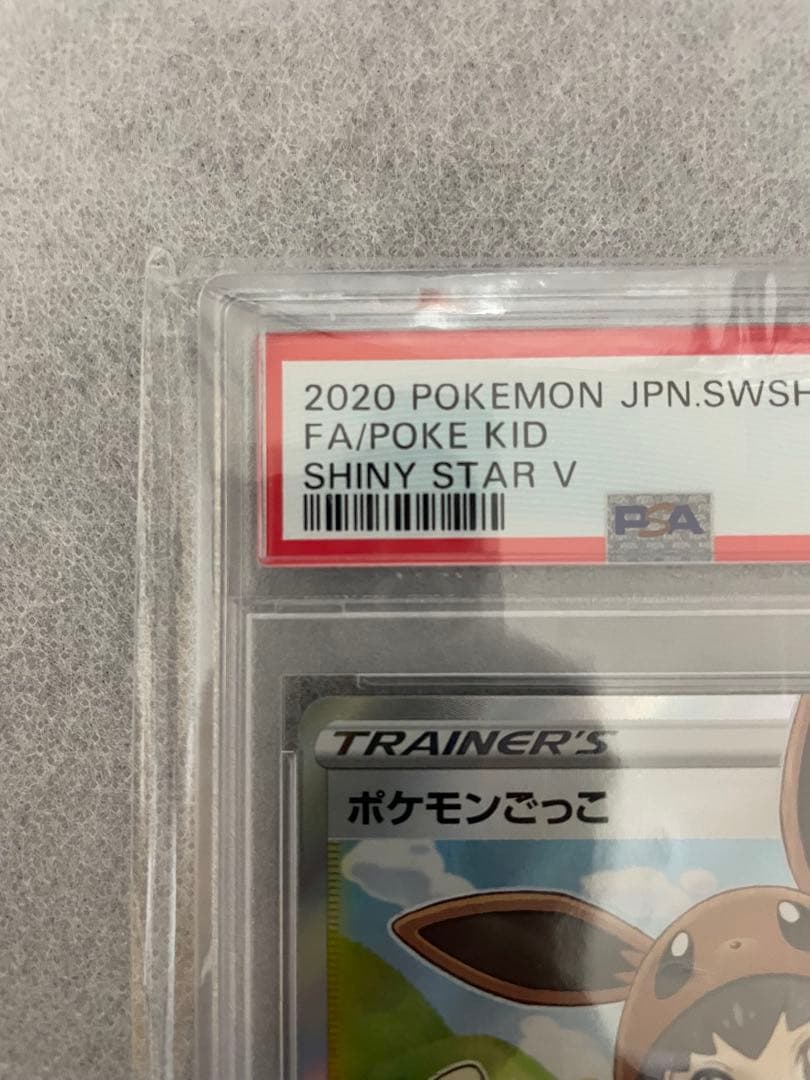 2020 POKEMON JPN.SWSH
FA/POKE KID
SHINY STAR V
PSA
TRAINER'S
ポケモンごっこ